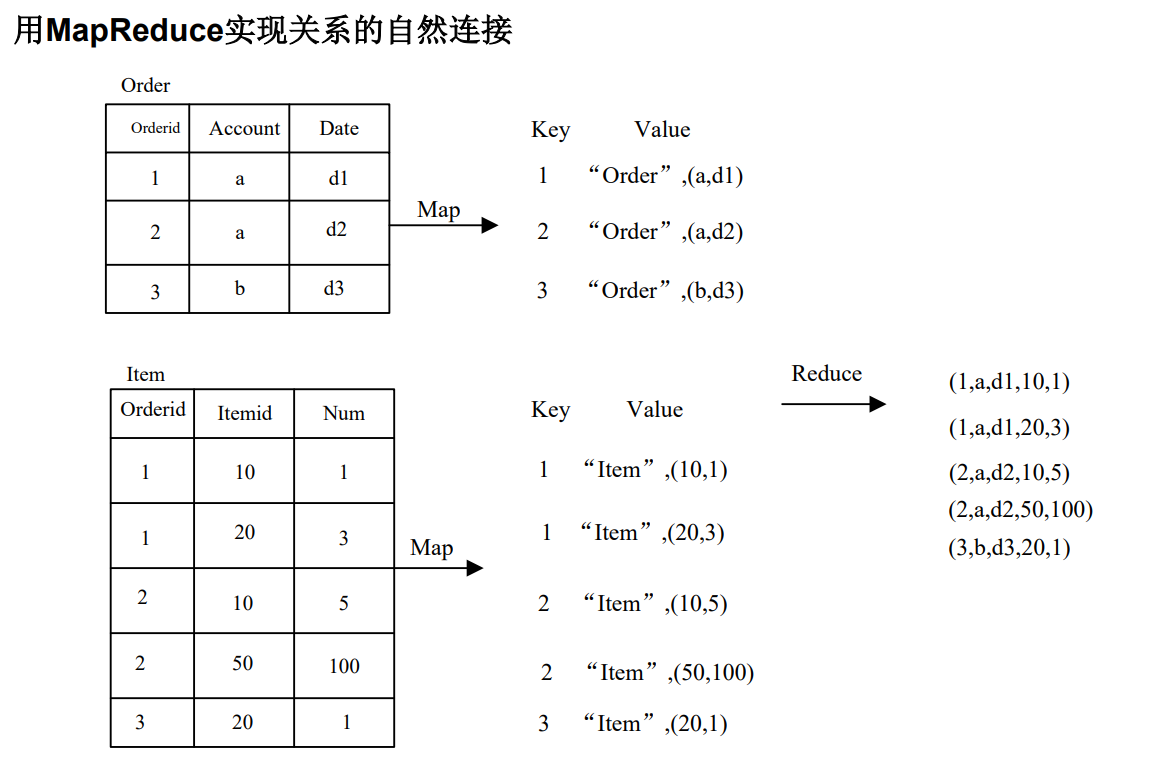 用MapReduce实现关系的自然连接
Order
Orderid Account Date
1 a d1
2 a d2
3 b d3
Map
Key Value
1 “Order”,(a,d1)
2 “Order”,(a,d2)
3 “Order”,(b,d3)
Item
Orderid Itemid Num
1 10 1
1 20 3
2 10 5
2 50 100
3 20 1
Map
Key Value
1 “Item”,(10,1)
1 “Item”,(20,3)
2 “Item”,(10,5)
2 “Item”,(50,100)
3 “Item”,(20,1)
Reduce
(1,a,d1,10,1)
(1,a,d1,20,3)
(2,a,d2,10,5)
(2,a,d2,50,100)
(3,b,d3,20,1)